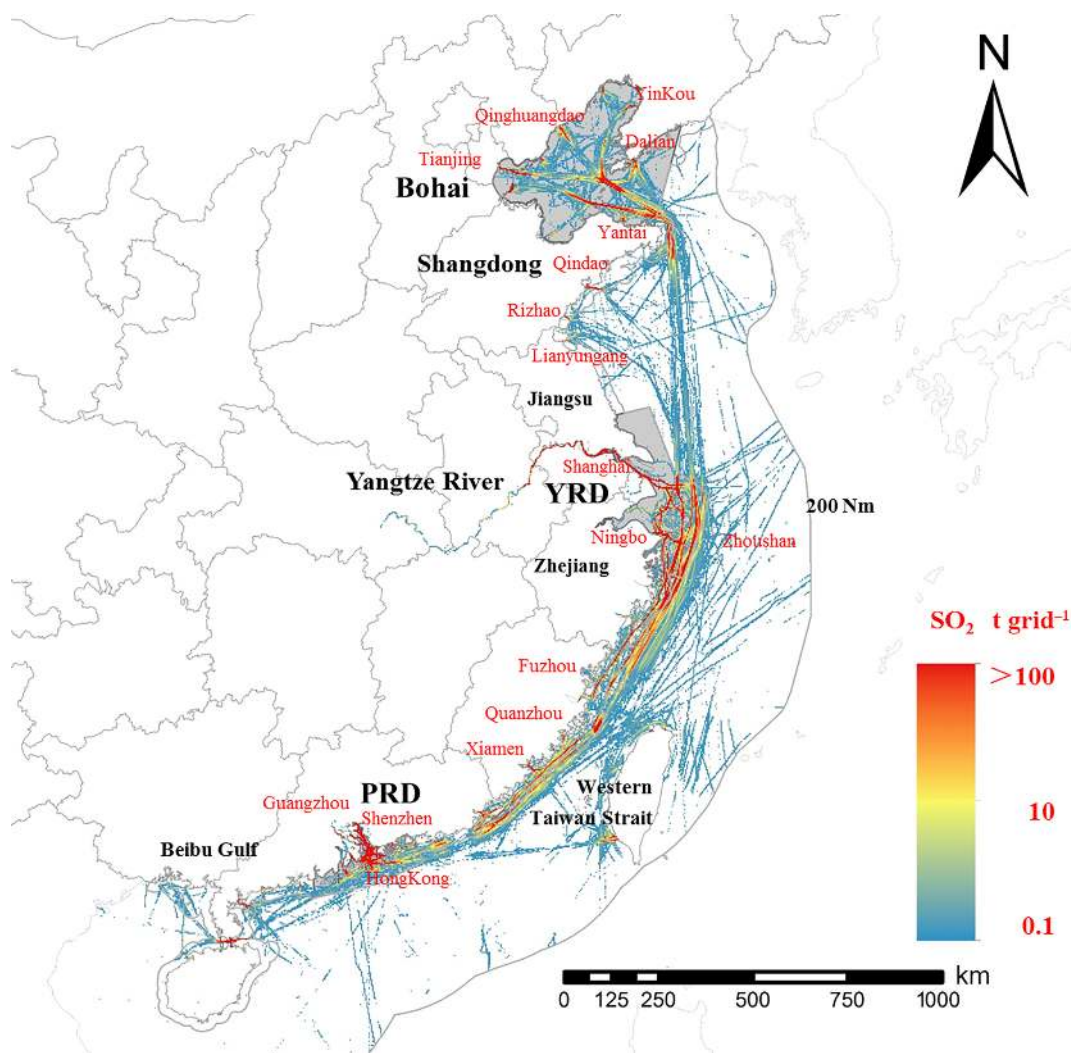 N
YinKou
Qinghuangdao
Dalian
Tianjing
Bohai
Yantai
Shangdong
Qindao
Rizhao
Lianyungang
Jiangsu
Shanghai
Yangtze River
YRD
200 Nm
Ningbo
Zhoushan
Zhejiang
SO2 t grid–1
>100
Fuzhou
Quanzhou
Xiamen
Western
Taiwan Strait
PRD
Guangzhou
Shenzhen
10
Beibu Gulf
HongKong
0.1
km
0 125 250 500 750 1000